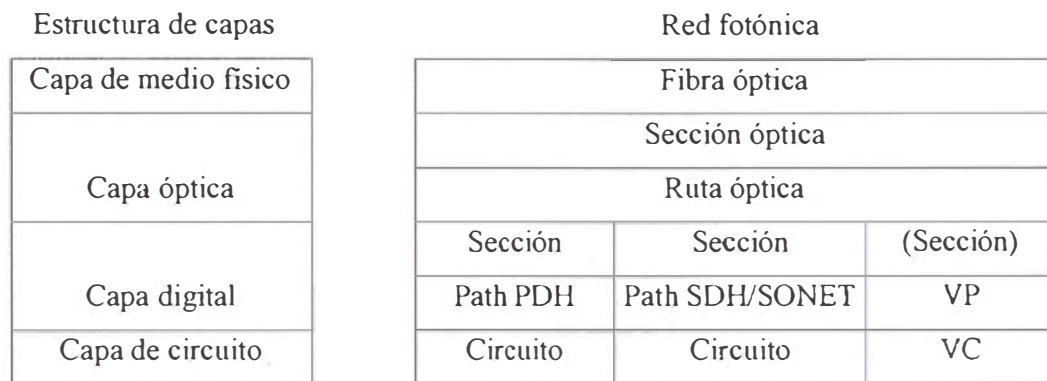 Estructura de capas
Red fotónica
Capa de medio físico
Fibra óptica
Sección óptica
Capa óptica
Ruta óptica
Sección
Sección
(Sección)
Capa digital
Path PDH
Path SDH/SONET
VP
Capa de circuito
Circuito
Circuito
VC